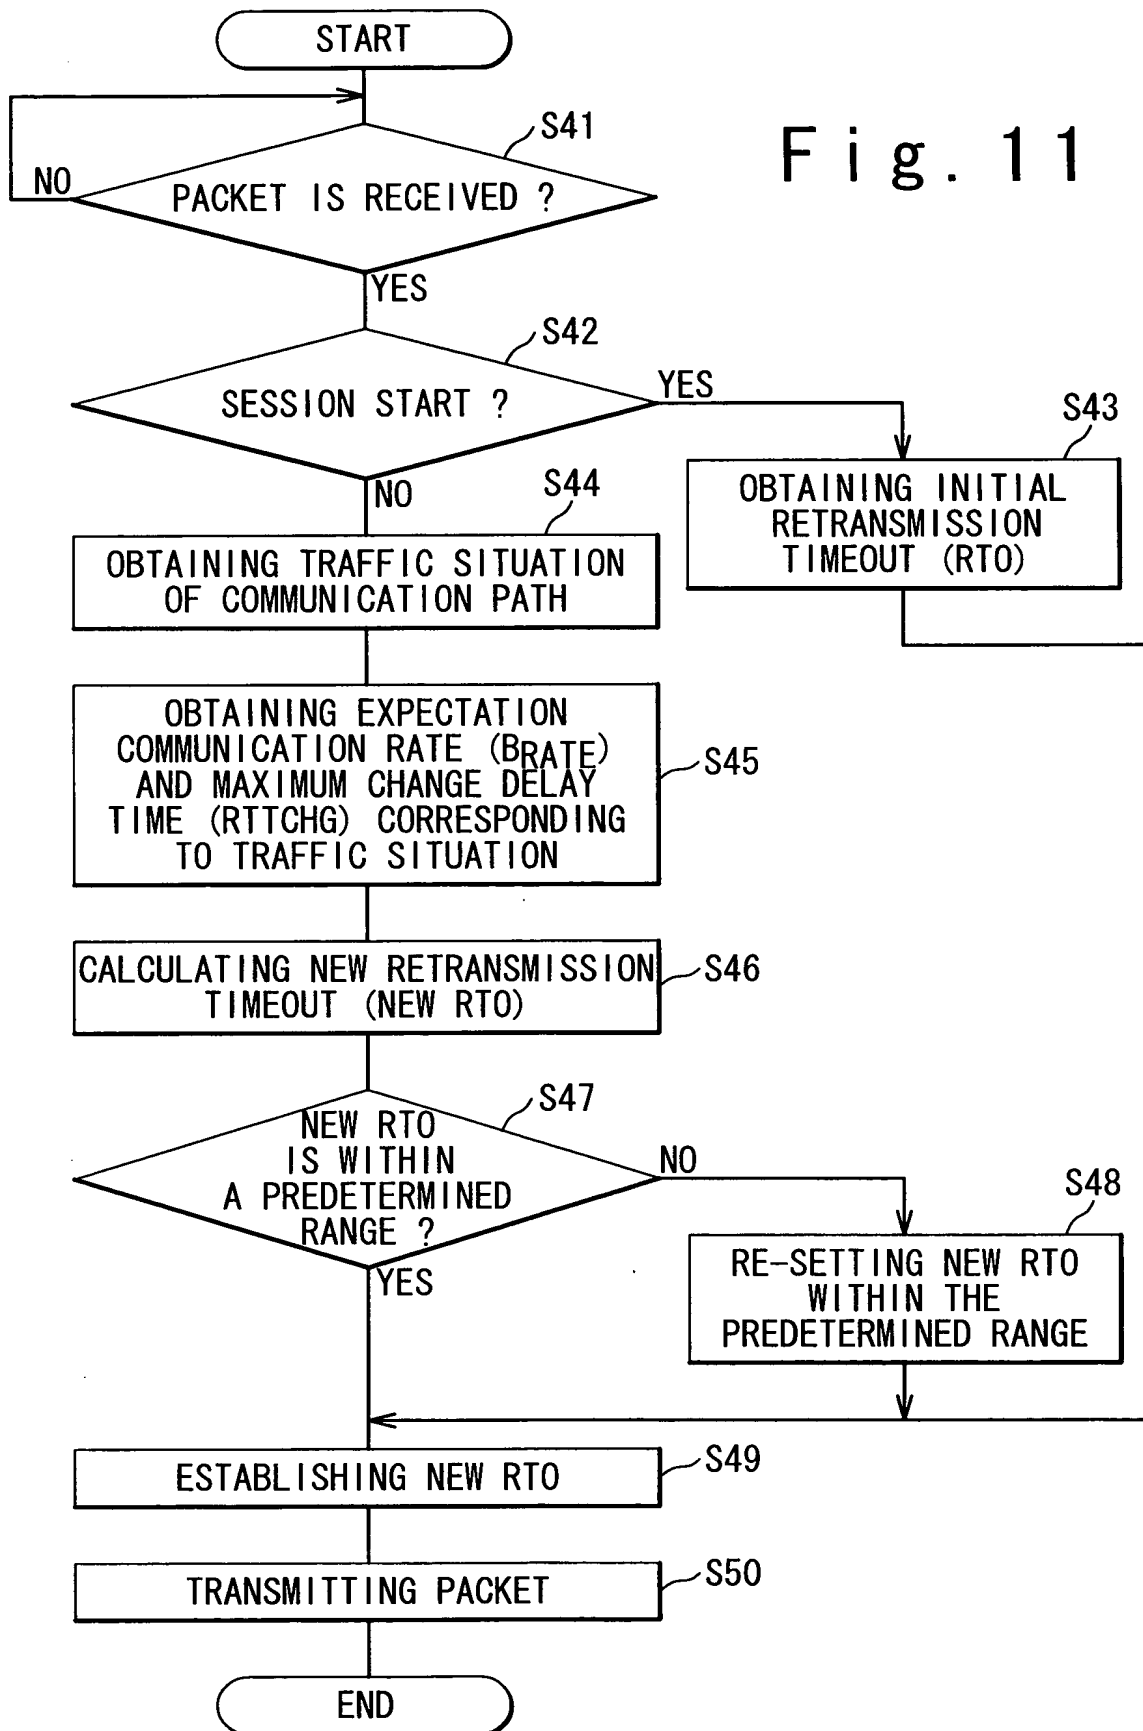 START
Fig. 11
S41
NO
PACKET IS RECEIVED ?
YES
S42
SESSION START ?
YES
S43
NO
S44
OBTAINING INITIAL
RETRANSMISSION
TIMEOUT (RTO)
OBTAINING TRAFFIC SITUATION
OF COMMUNICATION PATH
OBTAINING EXPECTATION
COMMUNICATION RATE (BRATE)
AND MAXIMUM CHANGE DELAY
TIME (RTTCHG) CORRESPONDING
TO TRAFFIC SITUATION
S45
CALCULATING NEW RETRANSMISSION
TIMEOUT (NEW RTO)
S46
S47
NEW RTO
IS WITHIN
A PREDETERMINED
RANGE ?
NO
S48
YES
RE-SETTING NEW RTO
WITHIN THE
PREDETERMINED RANGE
ESTABLISHING NEW RTO
S49
TRANSMITTING PACKET
S50
END